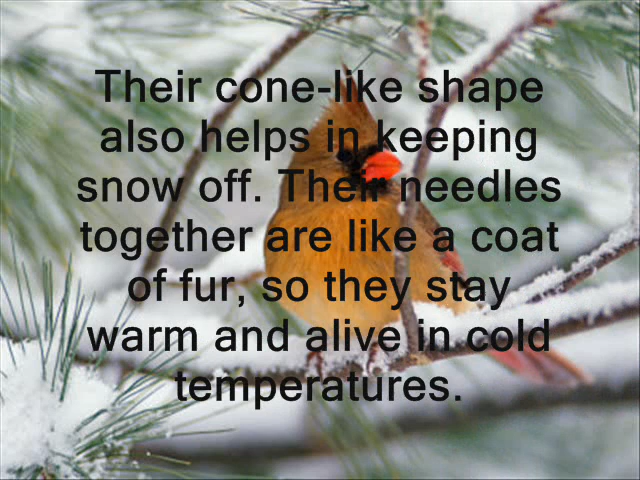 Their cone-like shape
also helps in keeping
snow off. Their needles
together are like a coat
of fur, so they stay
warm and alive in cold
temperatures.